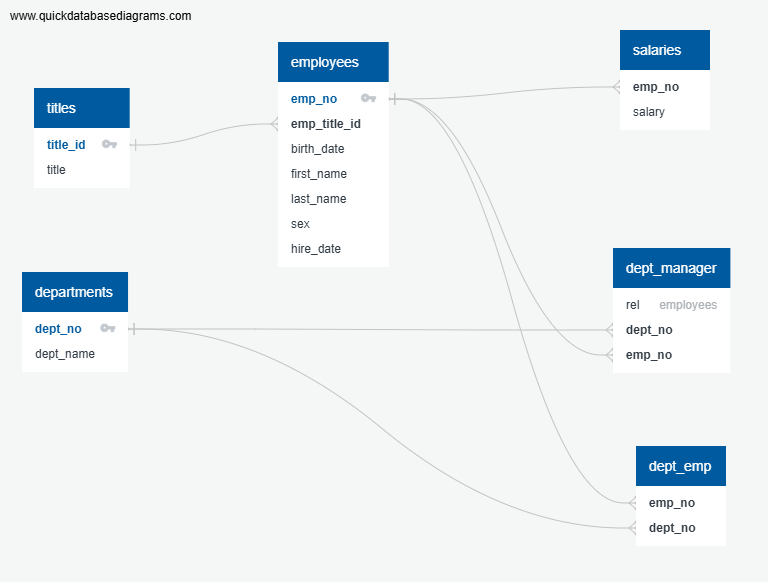 www.quickdatabasediagrams.com
titles
title_id
title
employees
emp_no
emp_title_id
birth_date
first_name
last_name
sex
hire_date
salaries
emp_no
salary
departments
dept_no
dept_name
dept_manager
rel employees
dept_no
emp_no
dept_emp
emp_no
dept_no